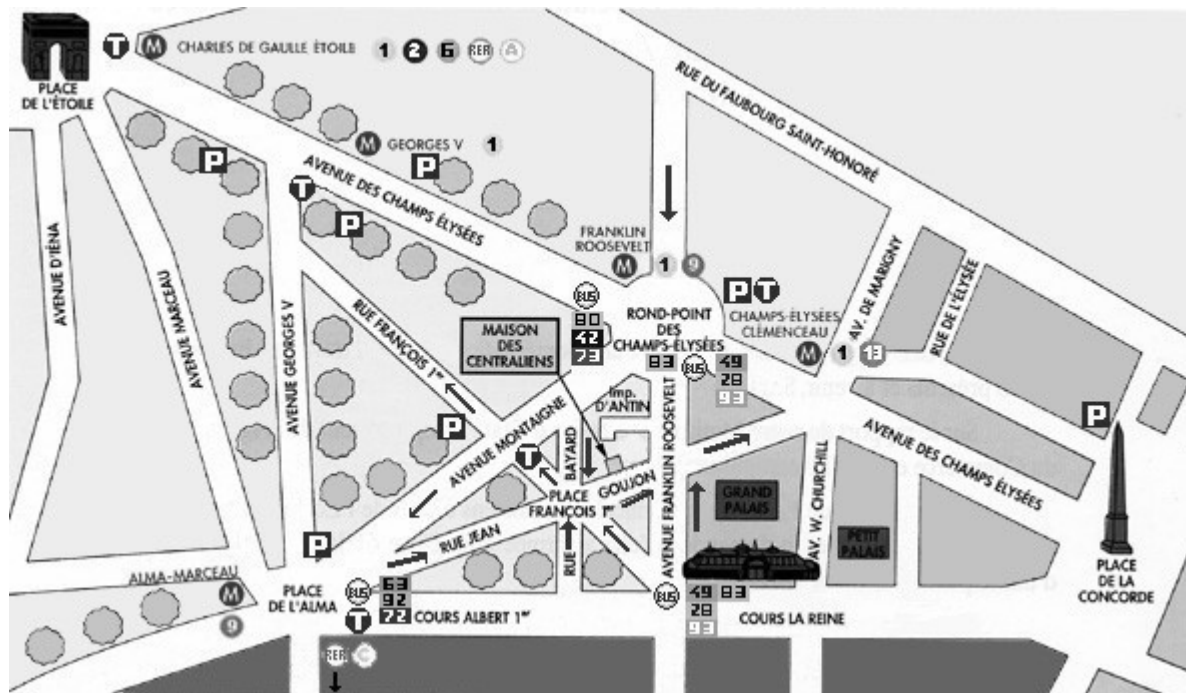 T M CHARLES DE GAULLE ÉTOILE 1 2 6 RER A
PLACE
DE L'ÉTOILE
RUE DU FAUBOURG SAINT-HONORÉ
M GEORGES V 1
P
P
AVENUE DES CHAMPS ÉLYSÉES
T
P
AVENUE D'IÉNA
AVENUE MARCEAU
AVENUE GEORGES V
RUE FRANÇOIS 1er
FRANKLIN
ROOSEVELT
M 1 9
P T
CHAMPS-ÉLYSÉES
CLÉMENCEAU
M 1 13
AV. DE MARIGNY
RUE DE L'ÉLYSÉE
BUS
80
42
73
ROND-POINT
DES
CHAMPS-ÉLYSÉES
MAISON
DES
CENTRALIENS
83 BUS 49
28
93
Imp.
D'ANTIN
AVENUE MONTAIGNE
BAYARD
AVENUE FRANKLIN ROOSEVELT
P
P
AVENUE DES CHAMPS ÉLYSÉES
T
GOUJON
PLACE
FRANÇOIS 1er
GRAND
PALAIS
AV. W. CHURCHILL
PETIT
PALAIS
P
RUE JEAN
RUE
PLACE
DE LA
CONCORDE
ALMA-MARCEAU
M
9
PLACE
DE L'ALMA
BUS 63
92
72
T
COURS ALBERT 1er
BUS 49 83
28
93
COURS LA REINE
RER C